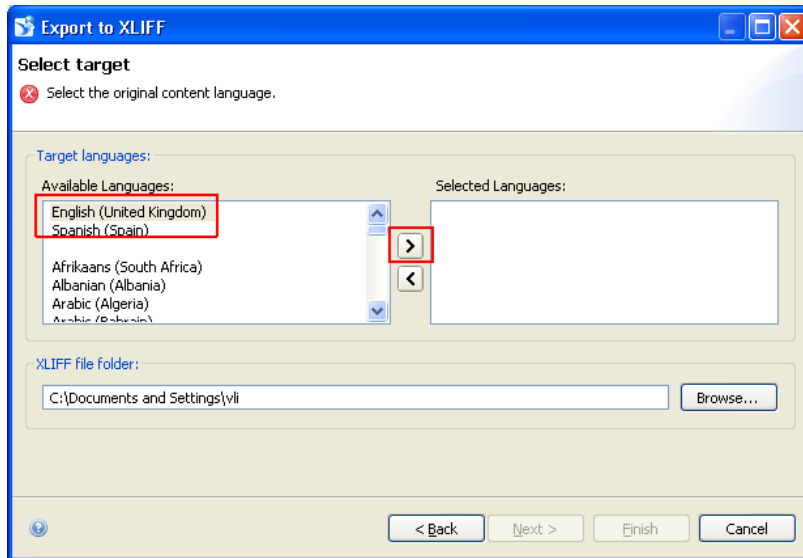 Export to XLIFF
Select target
Select the original content language.
Target languages:
Available Languages:
Selected Languages:
English (United Kingdom)
Spanish (Spain)
>
Afrikaans (South Africa)
<
Albanian (Albania)
Arabic (Algeria)
Arabic (Bahrain)
XLIFF file folder:
C:\Documents and Settings\vli
Browse...
< Back
Next >
Finish
Cancel